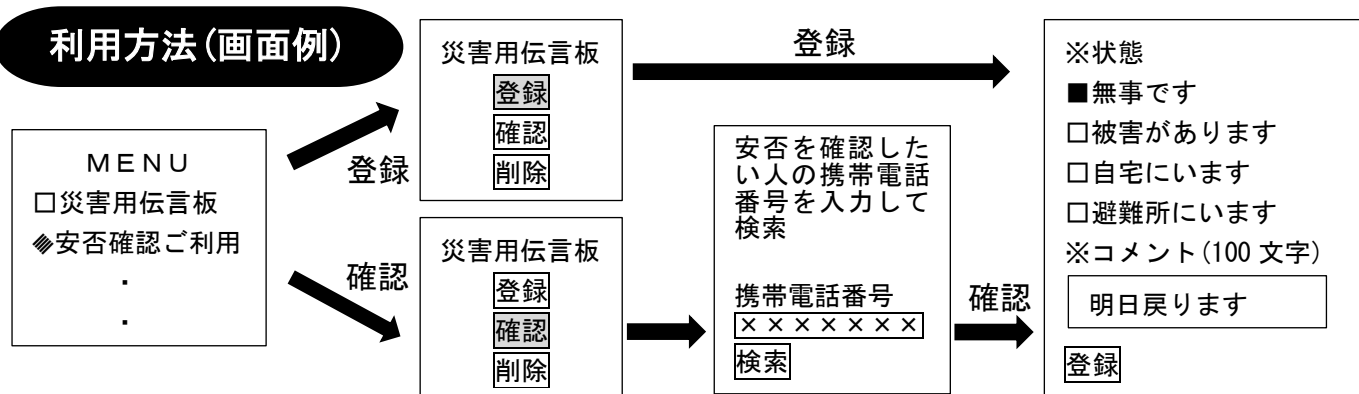 利用方法(画面例)
MENU
□災害用伝言板
◆安否確認ご利用
・
・
登録
確認
災害用伝言板
登録
確認
削除
災害用伝言板
登録
確認
削除
登録
安否を確認した
い人の携帯電話
番号を入力して
検索
携帯電話番号
×××××××
検索
確認
※状態
■無事です
□被害があります
□自宅にいます
□避難所にいます
※コメント(100 文字)
明日戻ります
登録